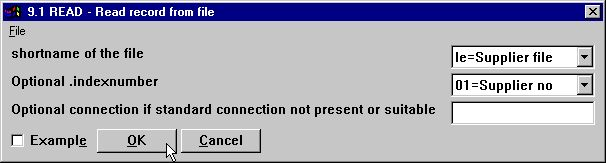 9.1 READ - Read record from file
File
shortname of the file le=Supplier file
Optional .indexnumber 01=Supplier no
Optional connection if standard connection not present or suitable
Example OK Cancel